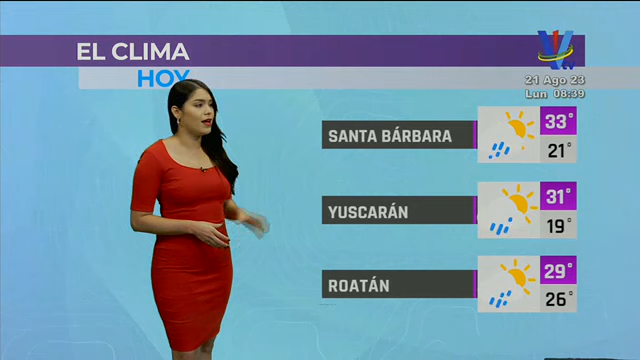 EL CLIMA
HOY
tv
21 Ago 23
Lun 08:39
SANTA BÁRBARA
33°
21°
YUSCARÁN
31°
19°
ROATÁN
29°
26°